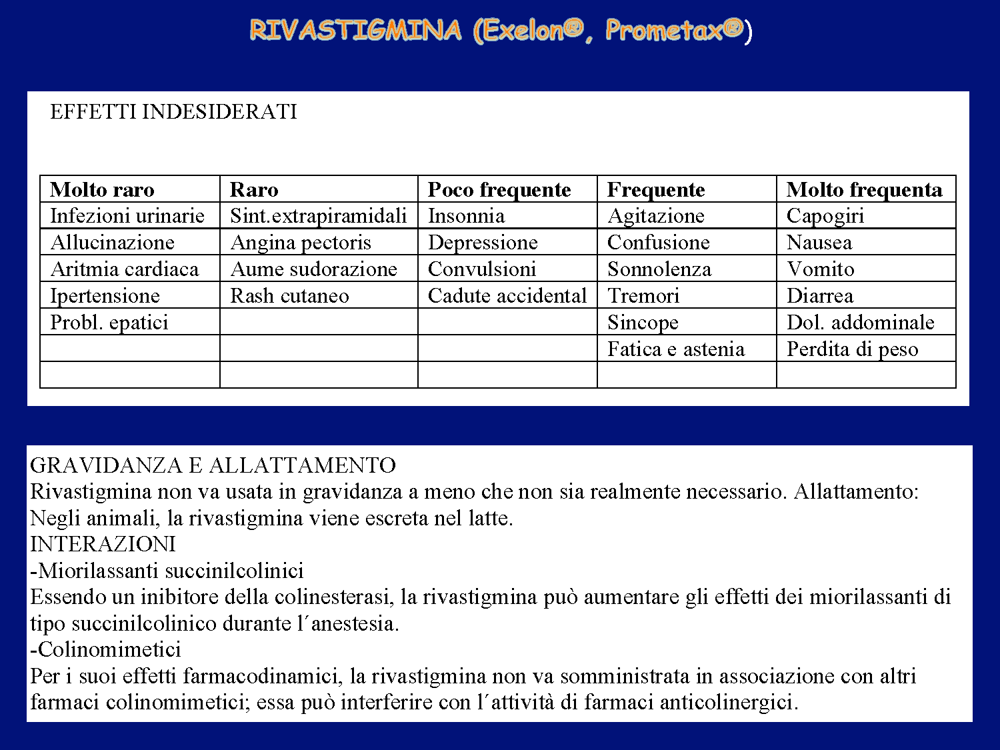 RIVASTIGMINA (Exelon®, Prometax®)
EFFETTI INDESIDERATI
Molto raro Raro Poco frequente Frequente Molto frequenta
Infezioni urinarie Sint.extrapiramidali Insonnia Agitazione Capogiri
Allucinazione Angina pectoris Depressione Confusione Nausea
Aritmia cardiaca Aume sudorazione Convulsioni Sonnolenza Vomito
Ipertensione Rash cutaneo Cadute accidental Tremori Diarrea
Probl. epatici Sincope Dol. addominale
Fatica e astenia Perdita di peso
GRAVIDANZA E ALLATTAMENTO
Rivastigmina non va usata in gravidanza a meno che non sia realmente necessario. Allattamento:
Negli animali, la rivastigmina viene escreta nel latte.
INTERAZIONI
-Miorilassanti succinilcolinici
Essendo un inibitore della colinesterasi, la rivastigmina può aumentare gli effetti dei miorilassanti di
tipo succinilcolinico durante l´anestesia.
-Colinomimetici
Per i suoi effetti farmacodinamici, la rivastigmina non va somministrata in associazione con altri
farmaci colinomimetici; essa può interferire con l´attività di farmaci anticolinergici.